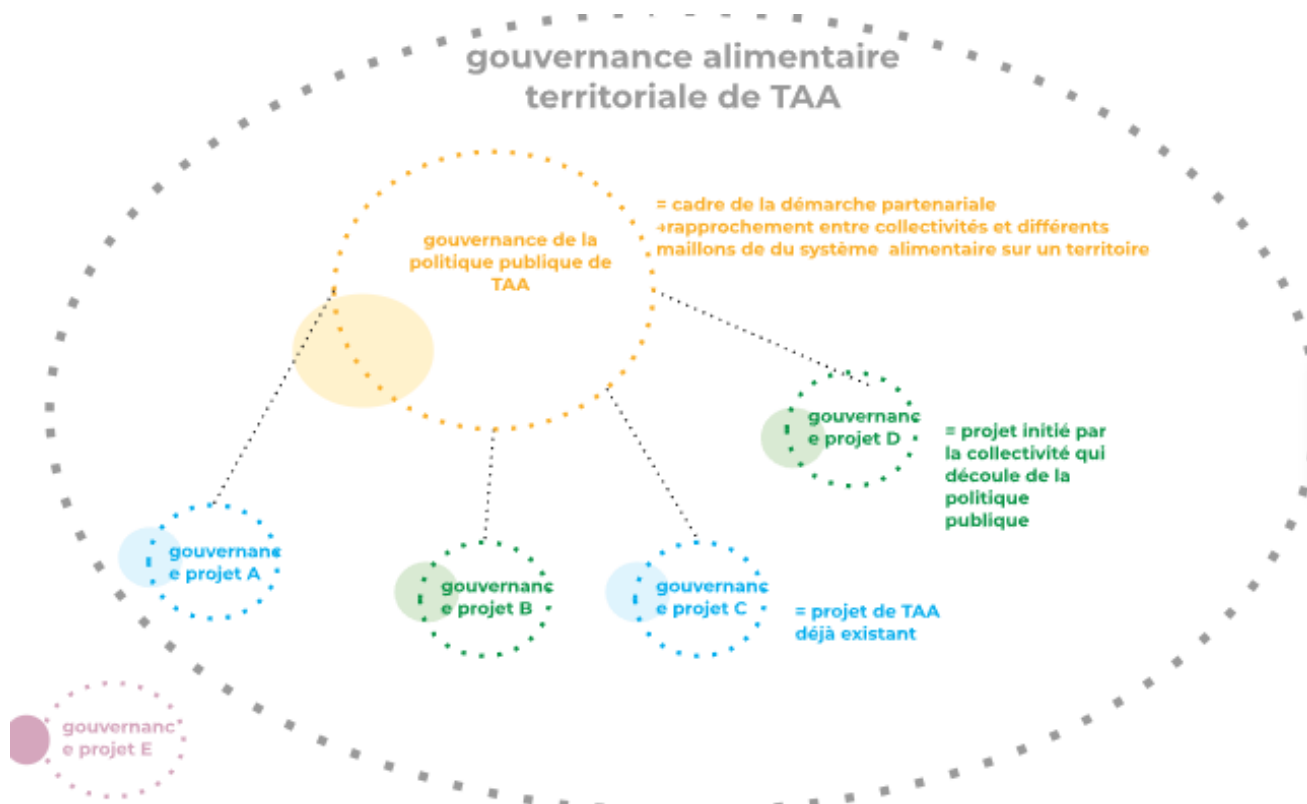 gouvernance alimentaire
territoriale de TAA
= cadre de la démarche partenariale
→rapprochement entre collectivités et différents
maillons de du système alimentaire sur un territoire
gouvernance de la
politique publique de
TAA
gouvernanc
e projet D
= projet initié par
la collectivité qui
découle de la
politique
publique
gouvernanc
e projet A
gouvernanc
e projet B
gouvernanc
e projet C
= projet de TAA
déjà existant
gouvernanc
e projet E